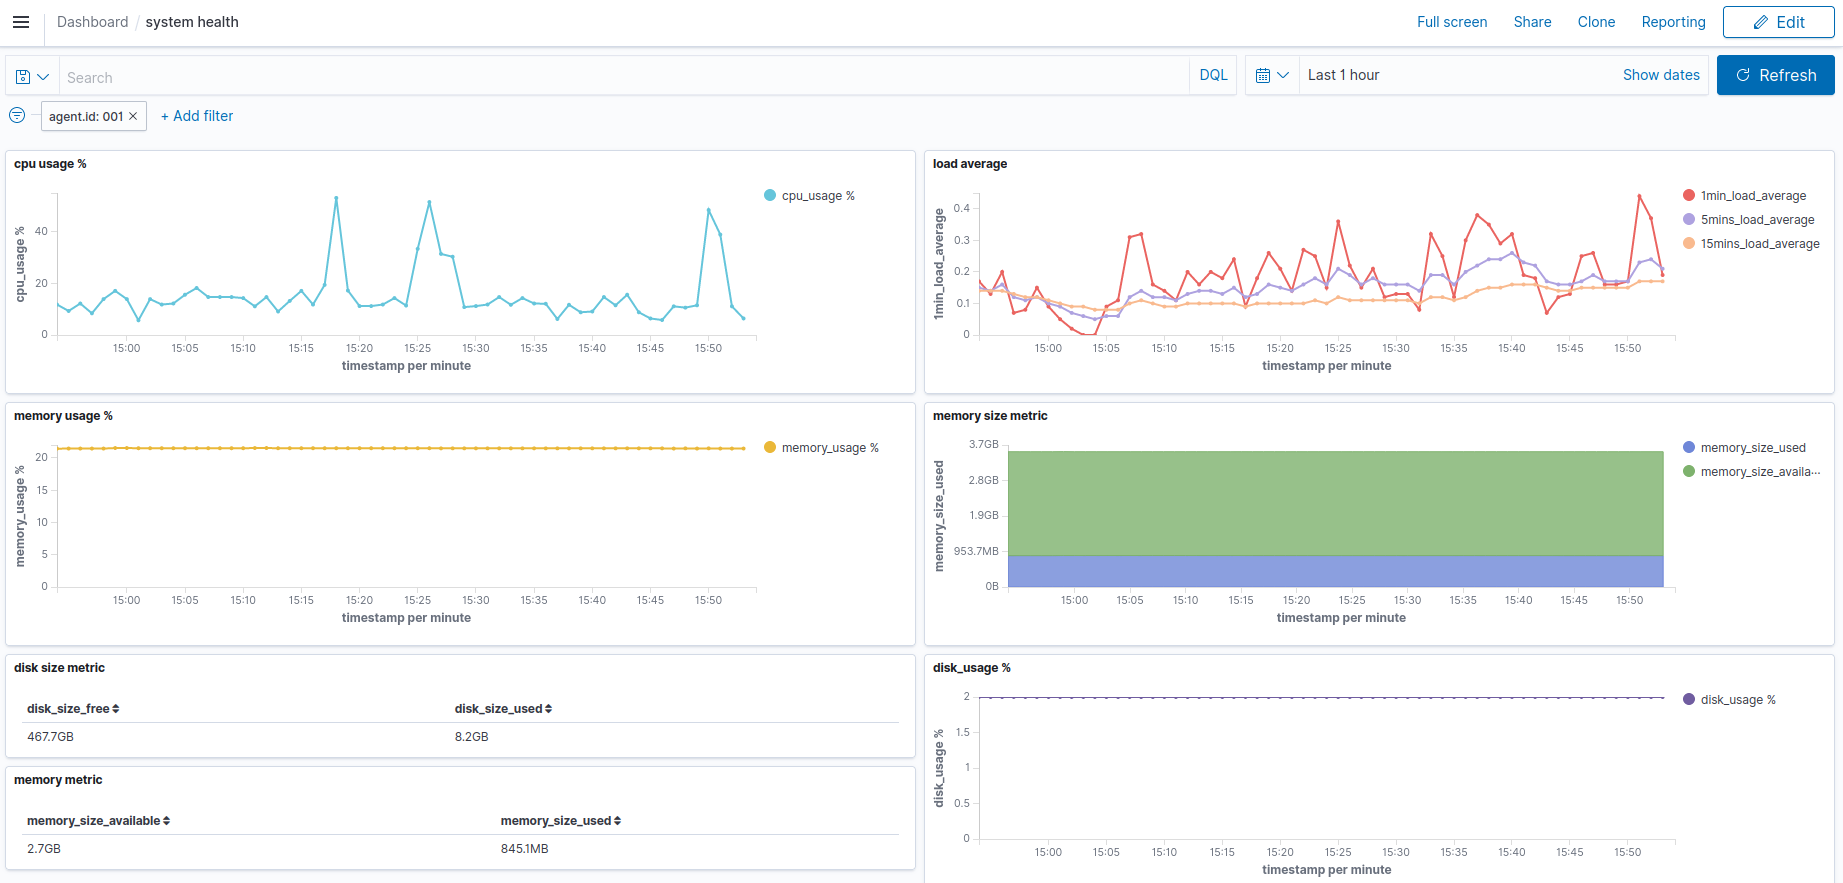 Dashboard / system health
Full screen Share Clone Reporting Edit
Search DQL Last 1 hour Show dates Refresh
agent.id: 001 × + Add filter
cpu usage %
cpu_usage %
40
20
0
15:00 15:05 15:10 15:15 15:20 15:25 15:30 15:35 15:40 15:45 15:50
timestamp per minute
cpu_usage %
load average
1min_load_average
0.4
0.3
0.2
0.1
0
15:00 15:05 15:10 15:15 15:20 15:25 15:30 15:35 15:40 15:45 15:50
timestamp per minute
1min_load_average
5mins_load_average
15mins_load_average
memory usage %
memory_usage %
20
15
10
5
0
15:00 15:05 15:10 15:15 15:20 15:25 15:30 15:35 15:40 15:45 15:50
timestamp per minute
memory_usage %
memory size metric
memory_size_used
3.7GB
2.8GB
1.9GB
953.7MB
0B
15:00 15:05 15:10 15:15 15:20 15:25 15:30 15:35 15:40 15:45 15:50
timestamp per minute
memory_size_used
memory_size_availa...
disk size metric
disk_size_free disk_size_used
467.7GB 8.2GB
memory metric
memory_size_available memory_size_used
2.7GB 845.1MB
disk_usage %
disk_usage %
2
1.5
1
0.5
0
15:00 15:05 15:10 15:15 15:20 15:25 15:30 15:35 15:40 15:45 15:50
timestamp per minute
disk_usage %